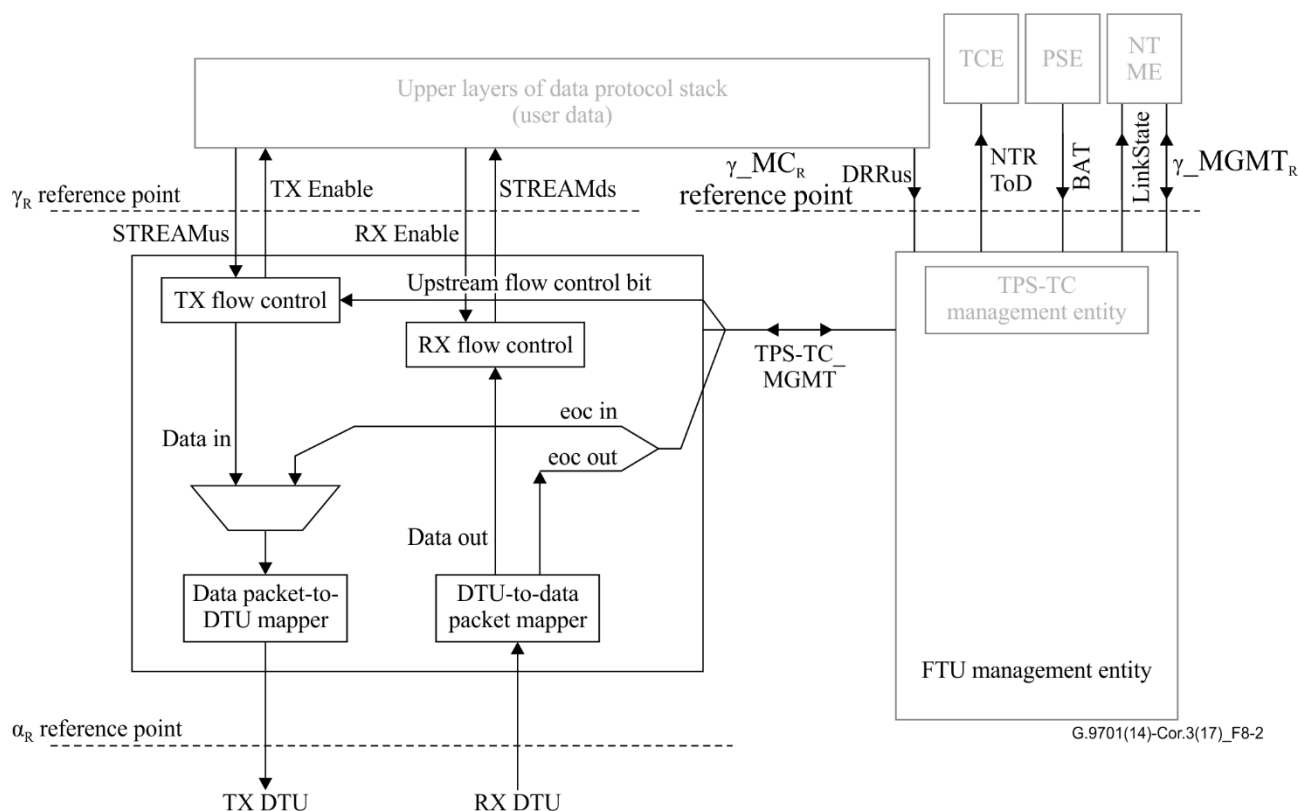 TCE
PSE
NT
ME
Upper layers of data protocol stack
(user data)
γ_MC_R
reference point
DRRus
NTR
ToD
BAT
LinkState
γ_MGMT_R
γ_R reference point
TX Enable
STREAMds
STREAMus
RX Enable
TX flow control
Upstream flow control bit
RX flow control
TPS-TC_
MGMT
TPS-TC
management entity
eoc in
Data in
eoc out
Data out
Data packet-to-
DTU mapper
DTU-to-data
packet mapper
FTU management entity
α_R reference point
G.9701(14)-Cor.3(17)_F8-2
TX DTU
RX DTU